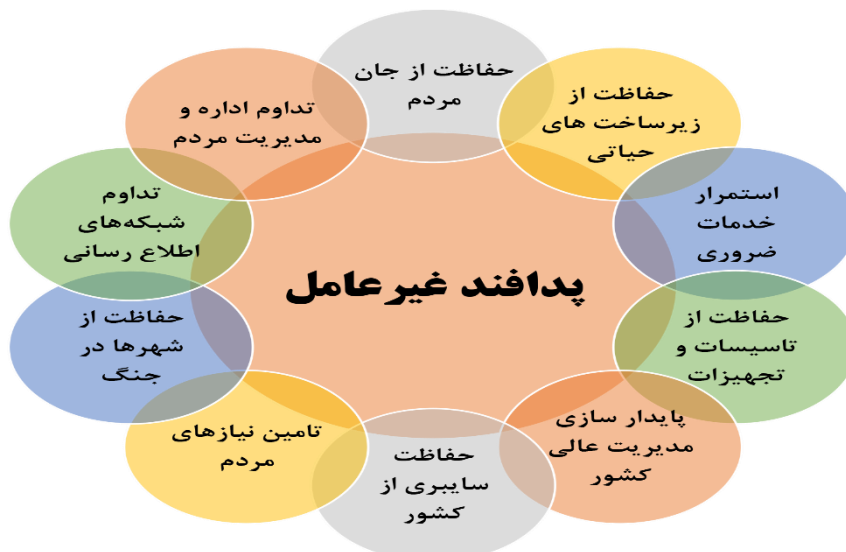 پدافند غیرعامل
حفاظت از جان
مردم
حفاظت از
زیرساخت های
حیاتی
استمرار
خدمات
ضروری
حفاظت از
تاسیسات و
تجهیزات
پایدار سازی
مدیریت عالی
کشور
حفاظت
سایبری از
کشور
تامین نیازهای
مردم
حفاظت از
شهرها در
جنگ
تداوم
شبکه‌های
اطلاع رسانی
تداوم اداره و
مدیریت مردم